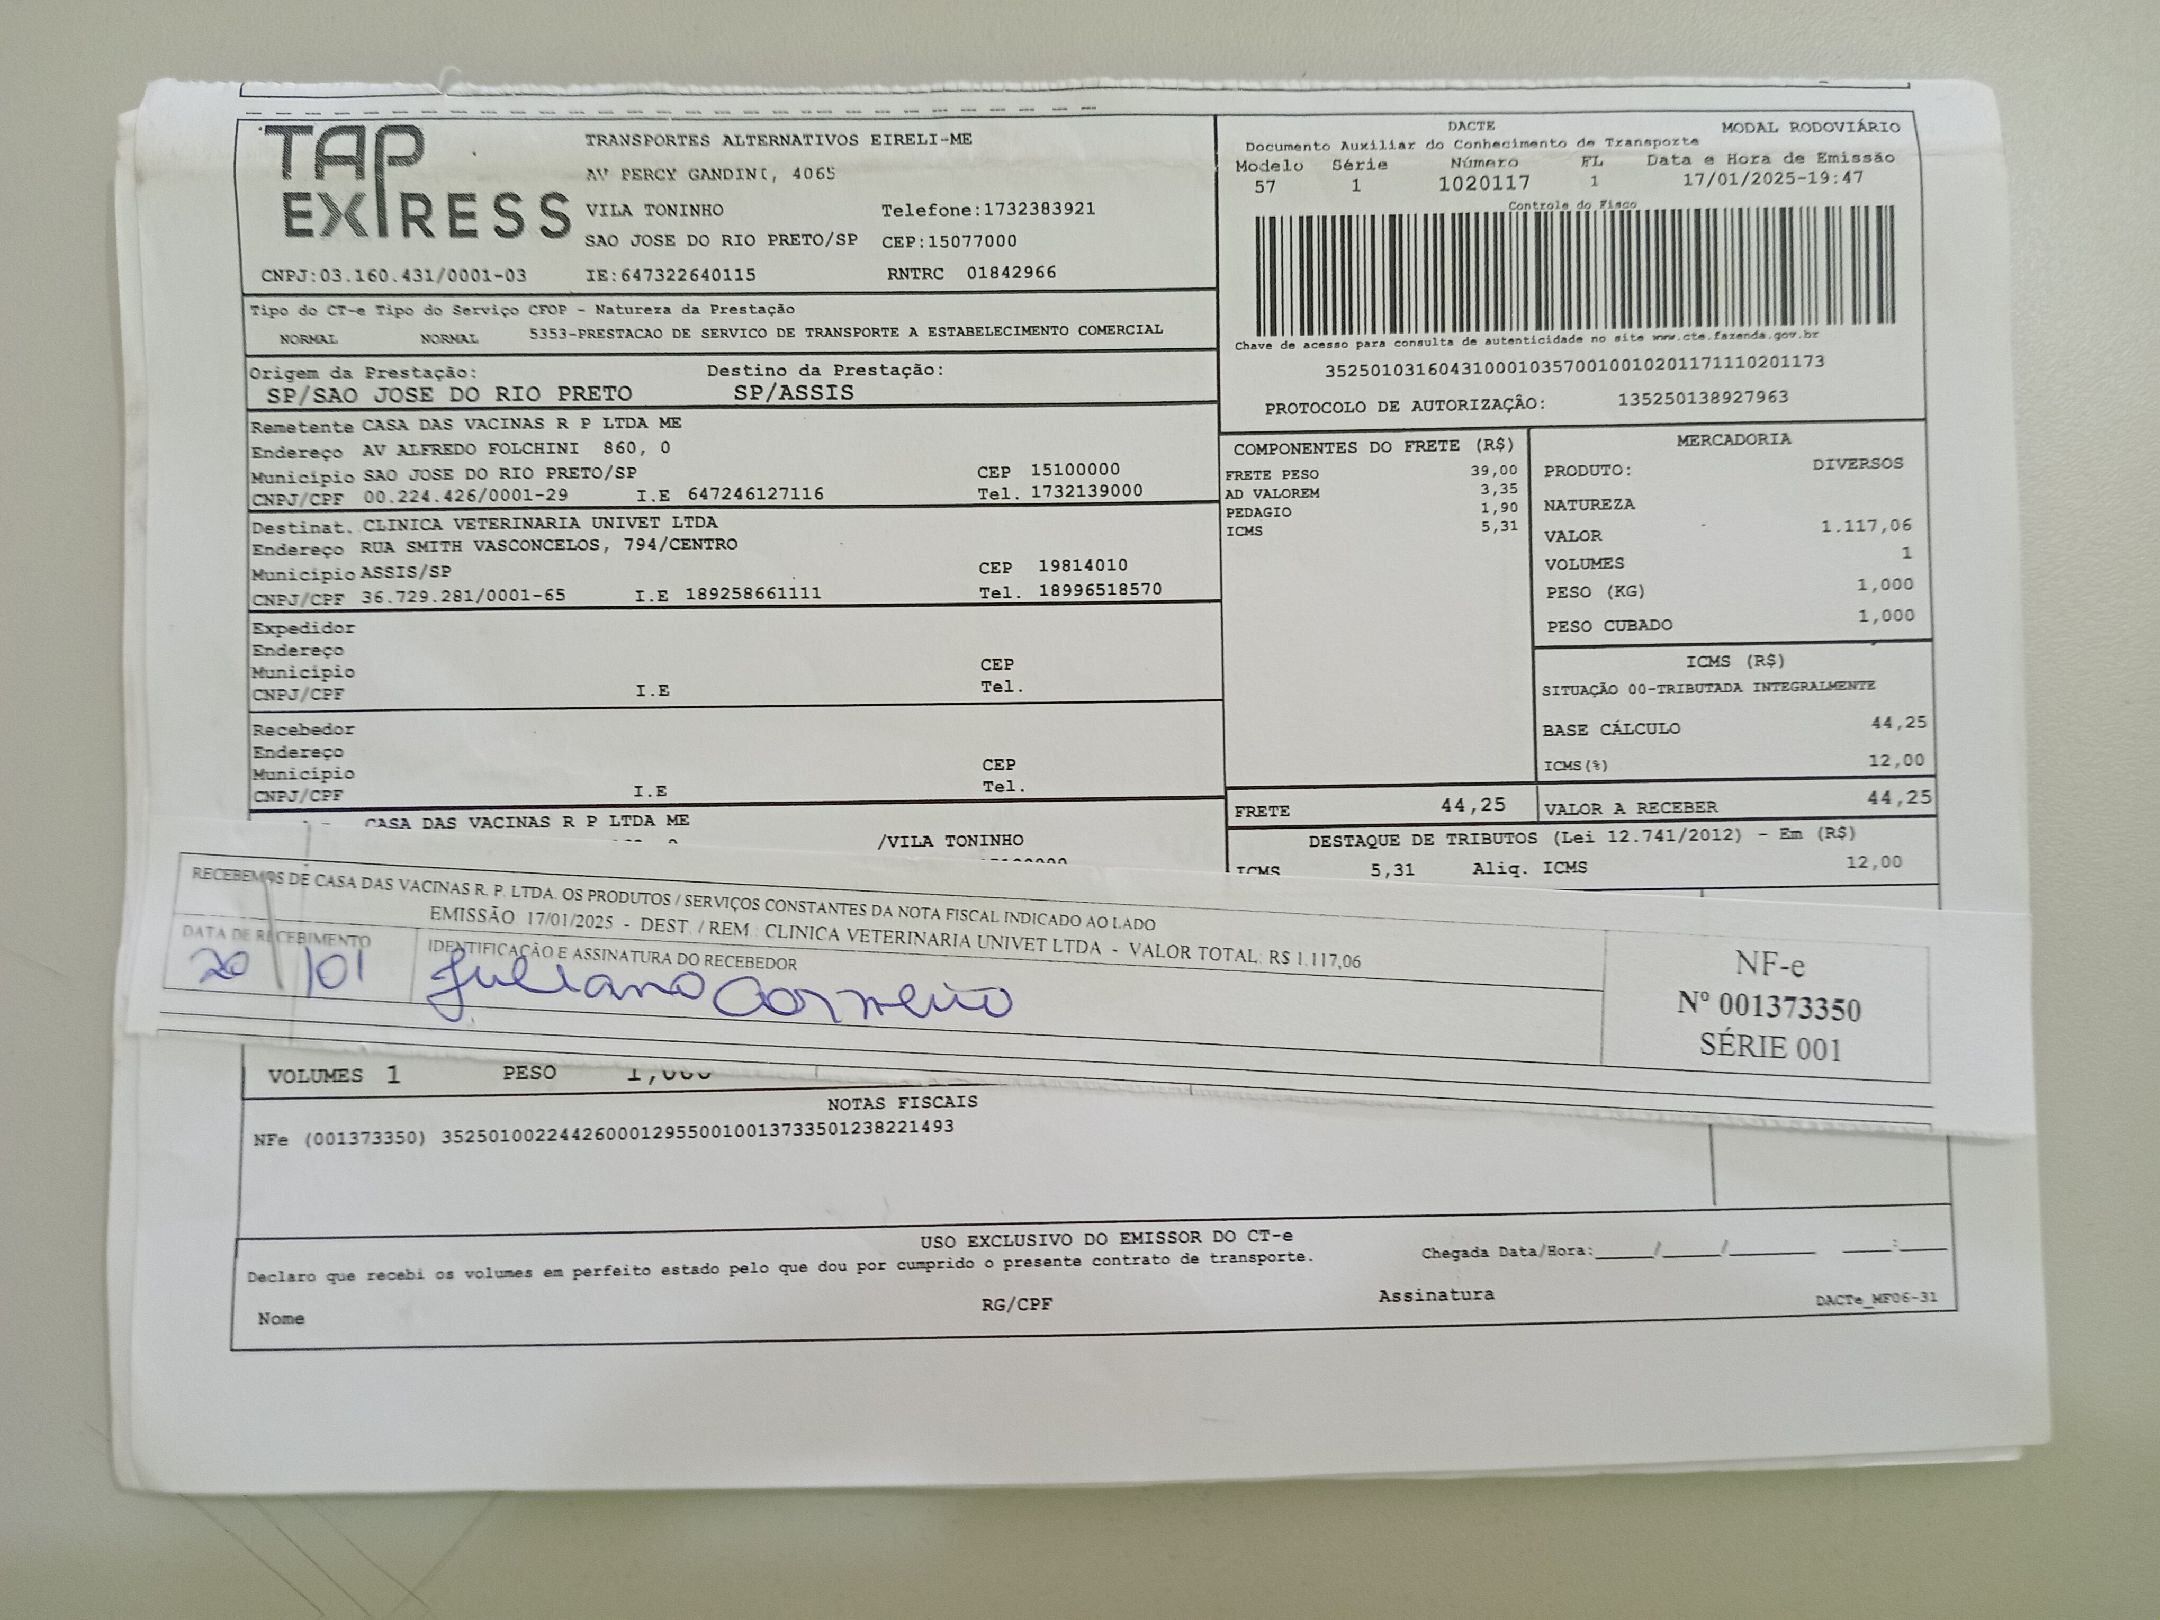 TAP EXPRESS
TRANSPORTES ALTERNATIVOS EIRELI-ME
AV PERCY GANDINI, 4065
VILA TONINHO Telefone:1732383921
SAO JOSE DO RIO PRETO/SP CEP:15077000
CNPJ:03.160.431/0001-03 IE:647322640115 RNTRC 01842966
DACTE MODAL RODOVIÁRIO
Documento Auxiliar do Conhecimento de Transporte
Modelo Série Número FL Data e Hora de Emissão
57 1 1020117 1 17/01/2025-19:47
Controle do Fisco
Chave de acesso para consulta de autenticidade no site www.cte.fazenda.gov.br
35250103160431000103570010010201171110201173
PROTOCOLO DE AUTORIZAÇÃO: 135250138927963
Tipo do CT-e Tipo do Serviço CFOP - Natureza da Prestação
NORMAL NORMAL 5353-PRESTACAO DE SERVICO DE TRANSPORTE A ESTABELECIMENTO COMERCIAL
Origem da Prestação: Destino da Prestação:
SP/SAO JOSE DO RIO PRETO SP/ASSIS
Remetente CASA DAS VACINAS R P LTDA ME
Endereço AV ALFREDO FOLCHINI 860, 0
Município SAO JOSE DO RIO PRETO/SP CEP 15100000
CNPJ/CPF 00.224.426/0001-29 I.E 647246127116 Tel. 1732139000
Destinat. CLINICA VETERINARIA UNIVET LTDA
Endereço RUA SMITH VASCONCELOS, 794/CENTRO
Município ASSIS/SP CEP 19814010
CNPJ/CPF 36.729.281/0001-65 I.E 189258661111 Tel. 18996518570
Expedidor
Endereço
Município CEP
CNPJ/CPF I.E Tel.
Recebedor
Endereço
Município CEP
CNPJ/CPF I.E Tel.
CASA DAS VACINAS R P LTDA ME
/VILA TONINHO
COMPONENTES DO FRETE (R$)
FRETE PESO 39,00
AD VALOREM 3,35
PEDAGIO 1,90
ICMS 5,31
MERCADORIA
PRODUTO: DIVERSOS
NATUREZA
VALOR 1.117,06
VOLUMES 1
PESO (KG) 1,000
PESO CUBADO 1,000
ICMS (R$)
SITUAÇÃO 00-TRIBUTADA INTEGRALMENTE
BASE CÁLCULO 44,25
ICMS(%) 12,00
FRETE 44,25 VALOR A RECEBER 44,25
DESTAQUE DE TRIBUTOS (Lei 12.741/2012) - Em (R$)
ICMS 5,31 Aliq. ICMS 12,00
RECEBEMOS DE CASA DAS VACINAS R. P. LTDA. OS PRODUTOS / SERVIÇOS CONSTANTES DA NOTA FISCAL INDICADO AO LADO
EMISSÃO 17/01/2025 - DEST. / REM.: CLINICA VETERINARIA UNIVET LTDA - VALOR TOTAL: R$ 1.117,06
DATA DE RECEBIMENTO IDENTIFICAÇÃO E ASSINATURA DO RECEBEDOR
20/01 Juliano
NF-e
Nº 001373350
SÉRIE 001
VOLUMES 1 PESO 1,000
NOTAS FISCAIS
NFe (001373350) 35250100224426000129550010013733501238221493
USO EXCLUSIVO DO EMISSOR DO CT-e
Declaro que recebi os volumes em perfeito estado pelo que dou por cumprido o presente contrato de transporte.
Chegada Data/Hora:_____/_____/________ ____:____
Nome RG/CPF Assinatura DACTe_MF06-31